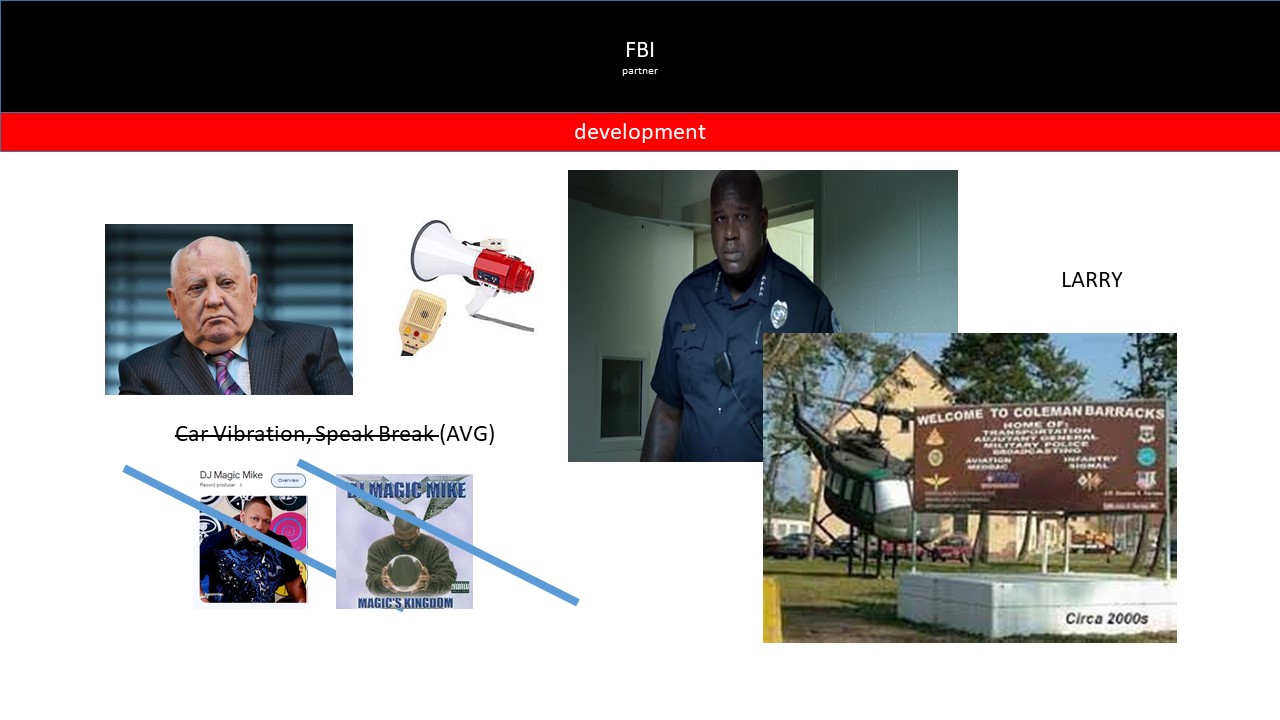 FBI
partner
development
LARRY
Car Vibration, Speak Break (AVG)
DJ Magic Mike
Record producer
Overview
DJ MAGIC MIKE
MAGIC'S KINGDOM
WELCOME TO COLEMAN BARRACKS
HOME OF:
TRANSPORTATION
ADJUTANT GENERAL
MILITARY POLICE
BROADCASTING
AVIATION
INFANTRY
MEDDAC
SIGNAL
Circa 2000s